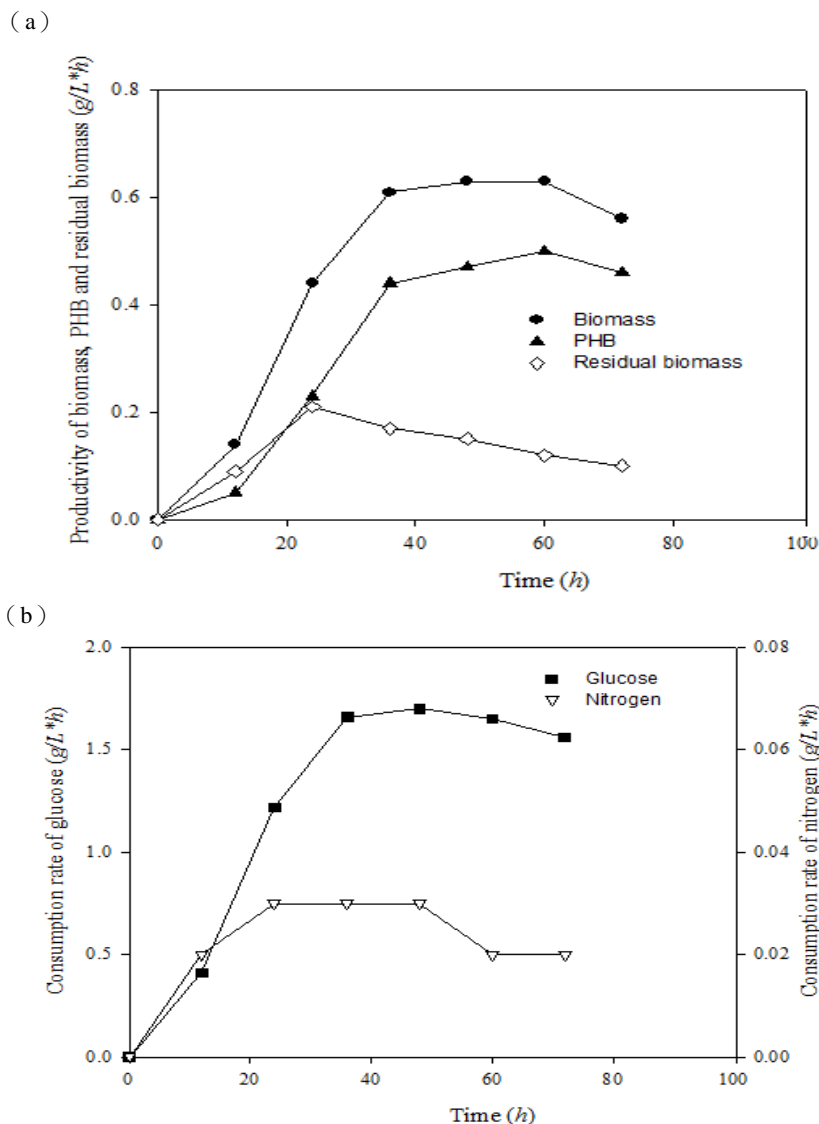 （a）
Productivity of biomass, PHB and residual biomass (g/L*h)
0.8
0.6
0.4
0.2
0.0
Biomass
PHB
Residual biomass
0
20
40
60
80
100
Time (h)
（b）
Consumption rate of glucose (g/L*h)
2.0
1.5
1.0
0.5
0.0
Glucose
Nitrogen
0.08
0.06
0.04
0.02
0.00
Consumption rate of nitrogen (g/L*h)
0
20
40
60
80
100
Time (h)